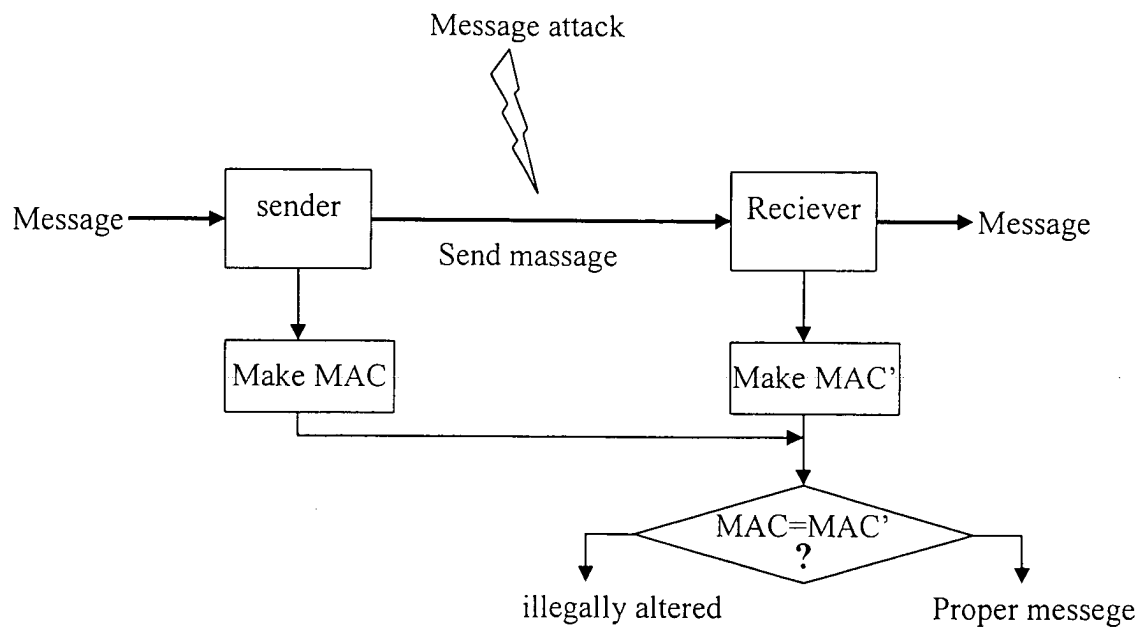 Message attack
Message
sender
Send massage
Reciever
Message
Make MAC
Make MAC’
MAC=MAC’
?
illegally altered
Proper messege